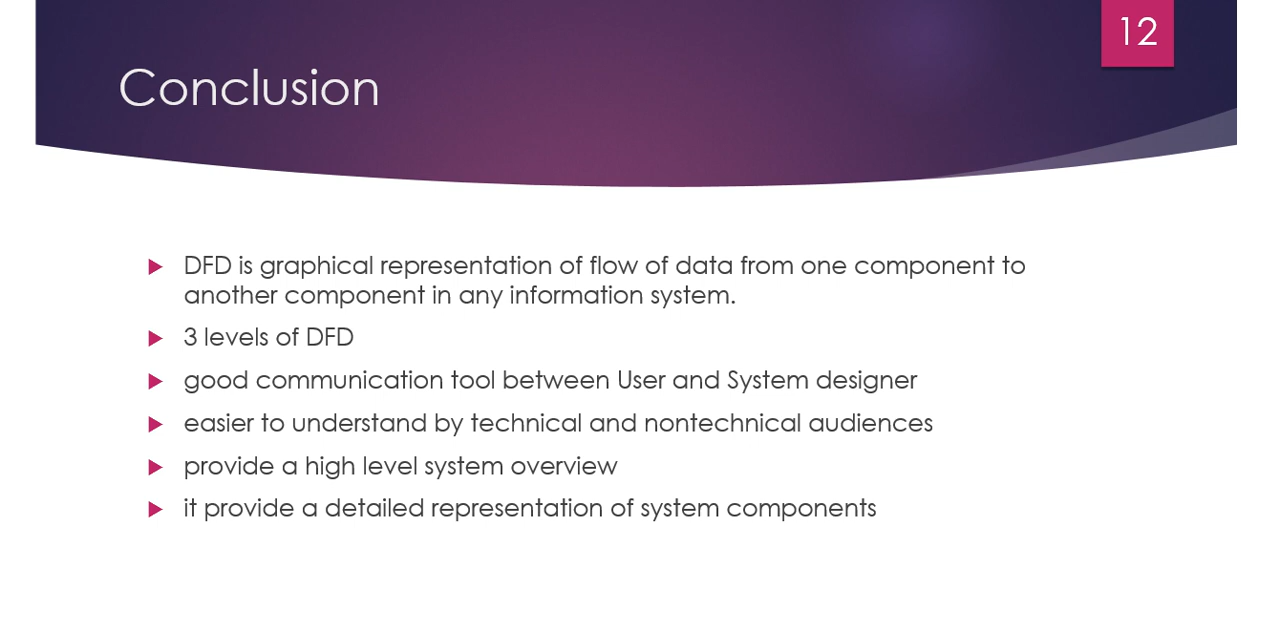 12
Conclusion
DFD is graphical representation of flow of data from one component to
another component in any information system.
3 levels of DFD
good communication tool between User and System designer
easier to understand by technical and nontechnical audiences
provide a high level system overview
it provide a detailed representation of system components